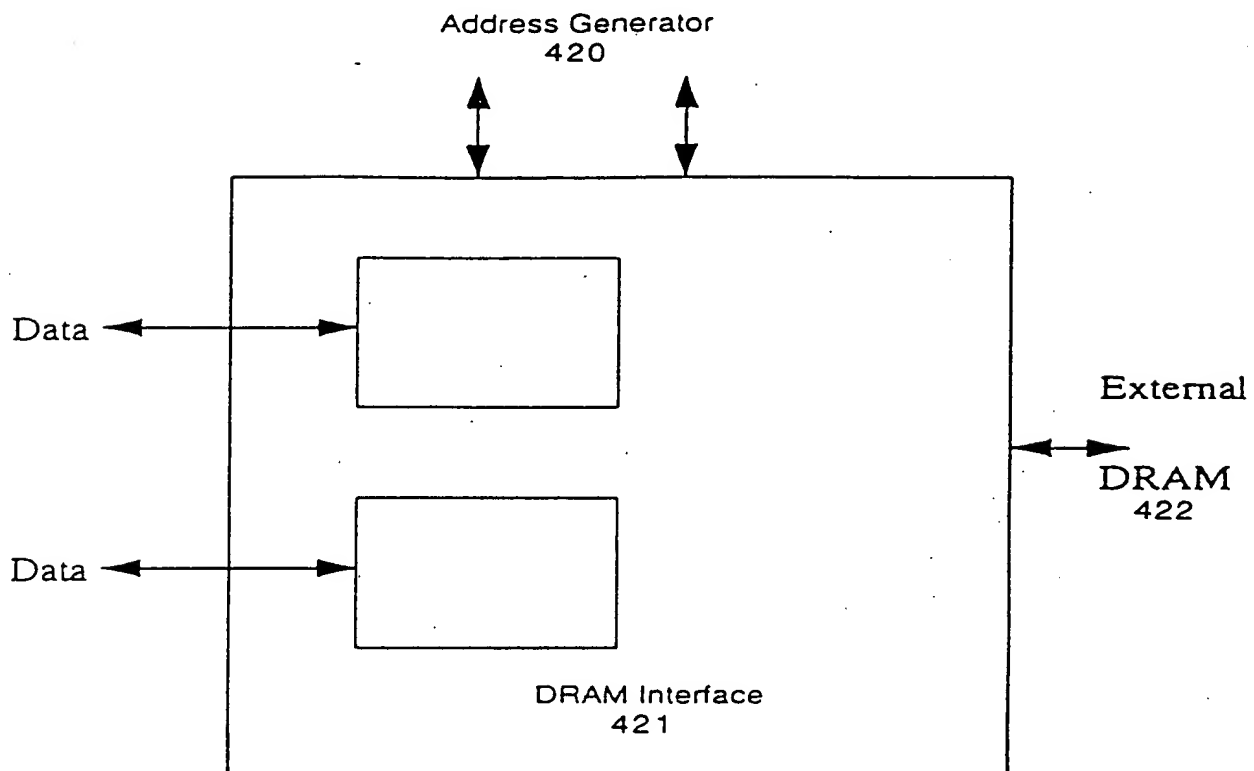 Address Generator
420
Data
External
DRAM
422
Data
DRAM Interface
421